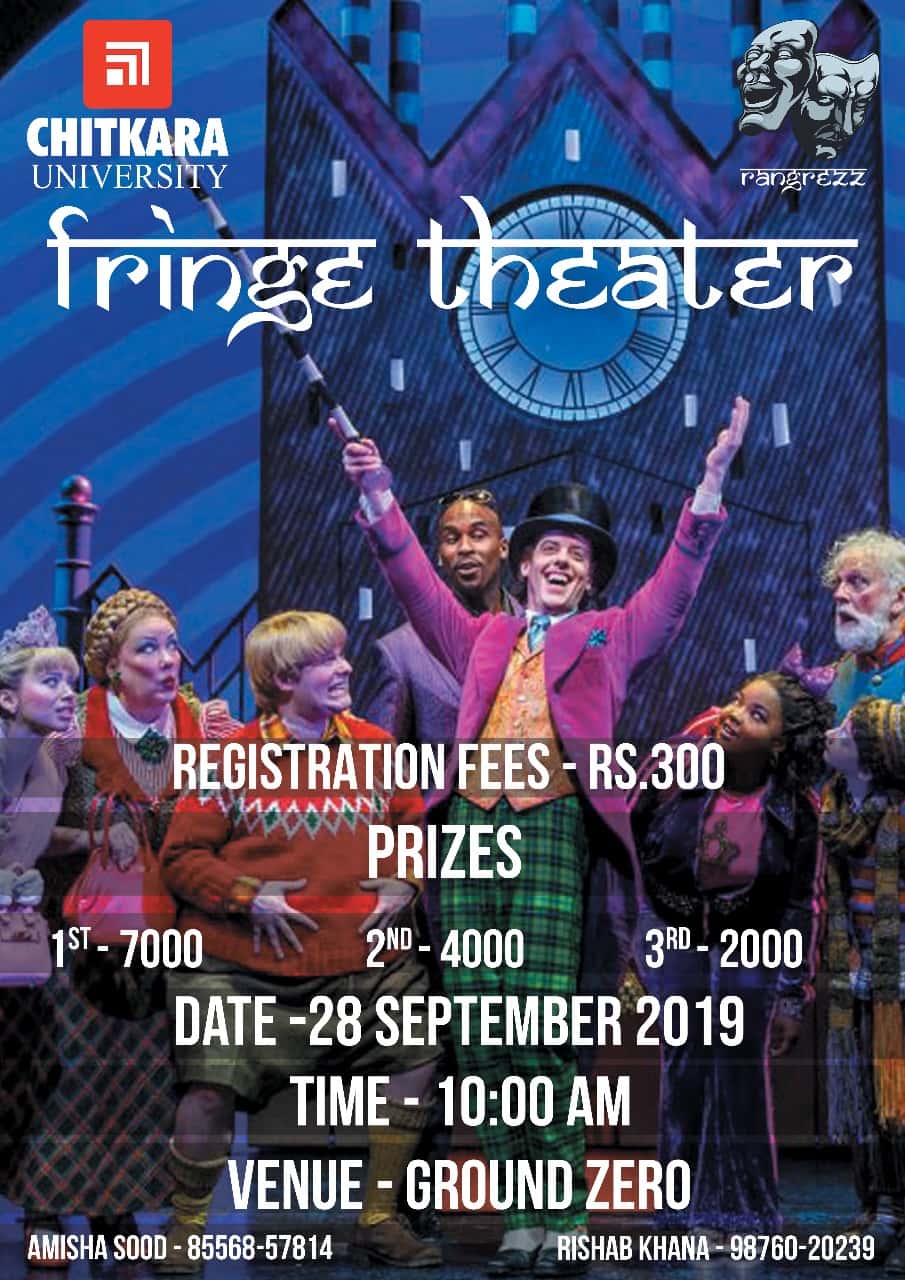 CHITKARA
UNIVERSITY
rangrezz
fringe theater
REGISTRATION FEES - RS.300
PRIZES
1ST - 7000 2ND - 4000 3RD - 2000
DATE -28 SEPTEMBER 2019
TIME - 10:00 AM
VENUE - GROUND ZERO
AMISHA SOOD - 85568-57814 RISHAB KHANA - 98760-20239